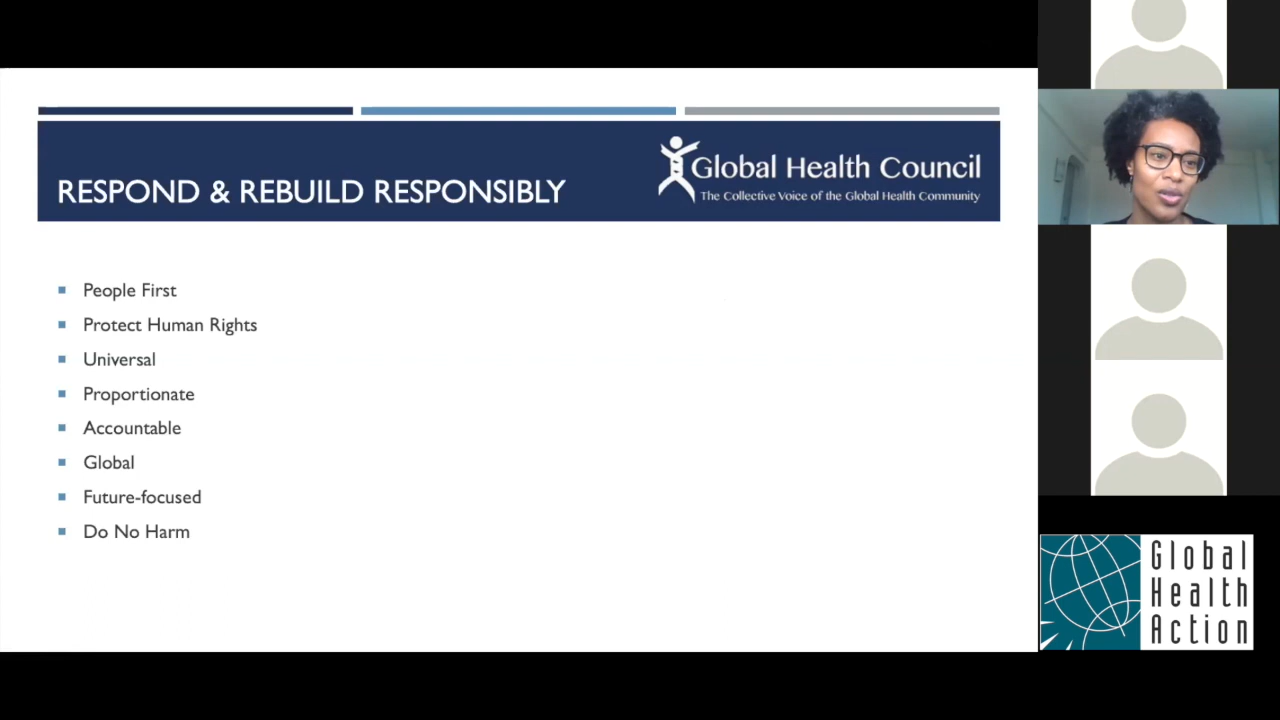 RESPOND & REBUILD RESPONSIBLY
Global Health Council
The Collective Voice of the Global Health Community
People First
Protect Human Rights
Universal
Proportionate
Accountable
Global
Future-focused
Do No Harm
Global
Health
Action